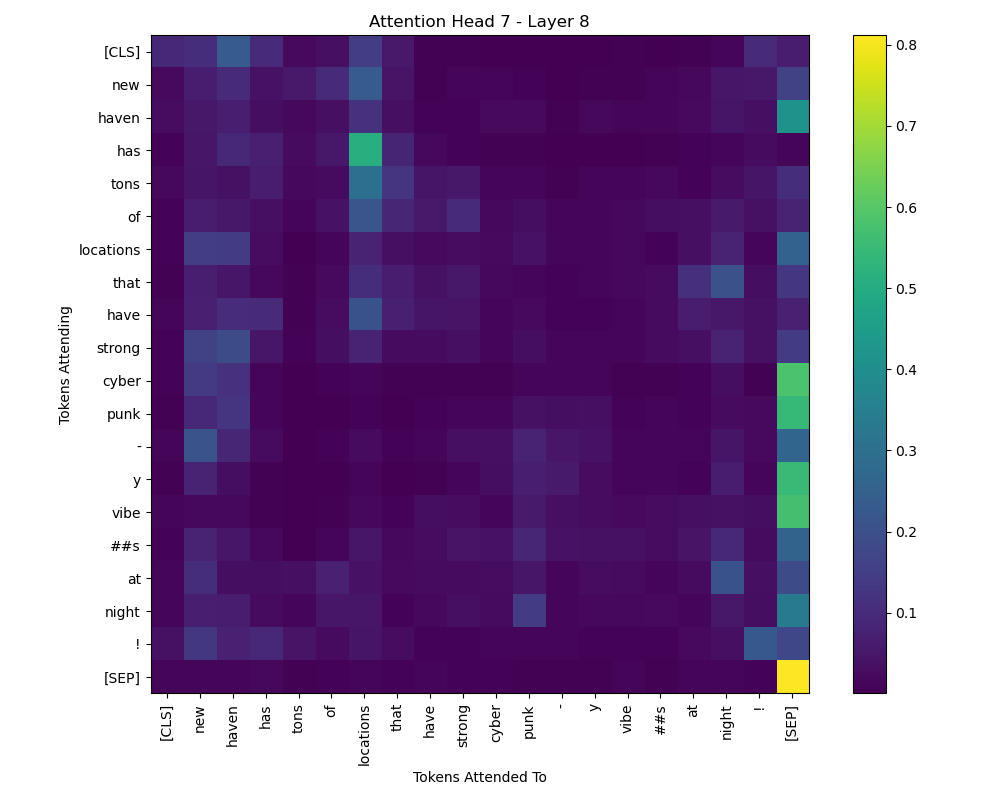 Attention Head 7 - Layer 8
Tokens Attending
[CLS]
new
haven
has
tons
of
locations
that
have
strong
cyber
punk
-
y
vibe
##s
at
night
!
[SEP]
[CLS] new haven has tons of locations that have strong cyber punk - y vibe ##s at night ! [SEP]
Tokens Attended To
0.8
0.7
0.6
0.5
0.4
0.3
0.2
0.1